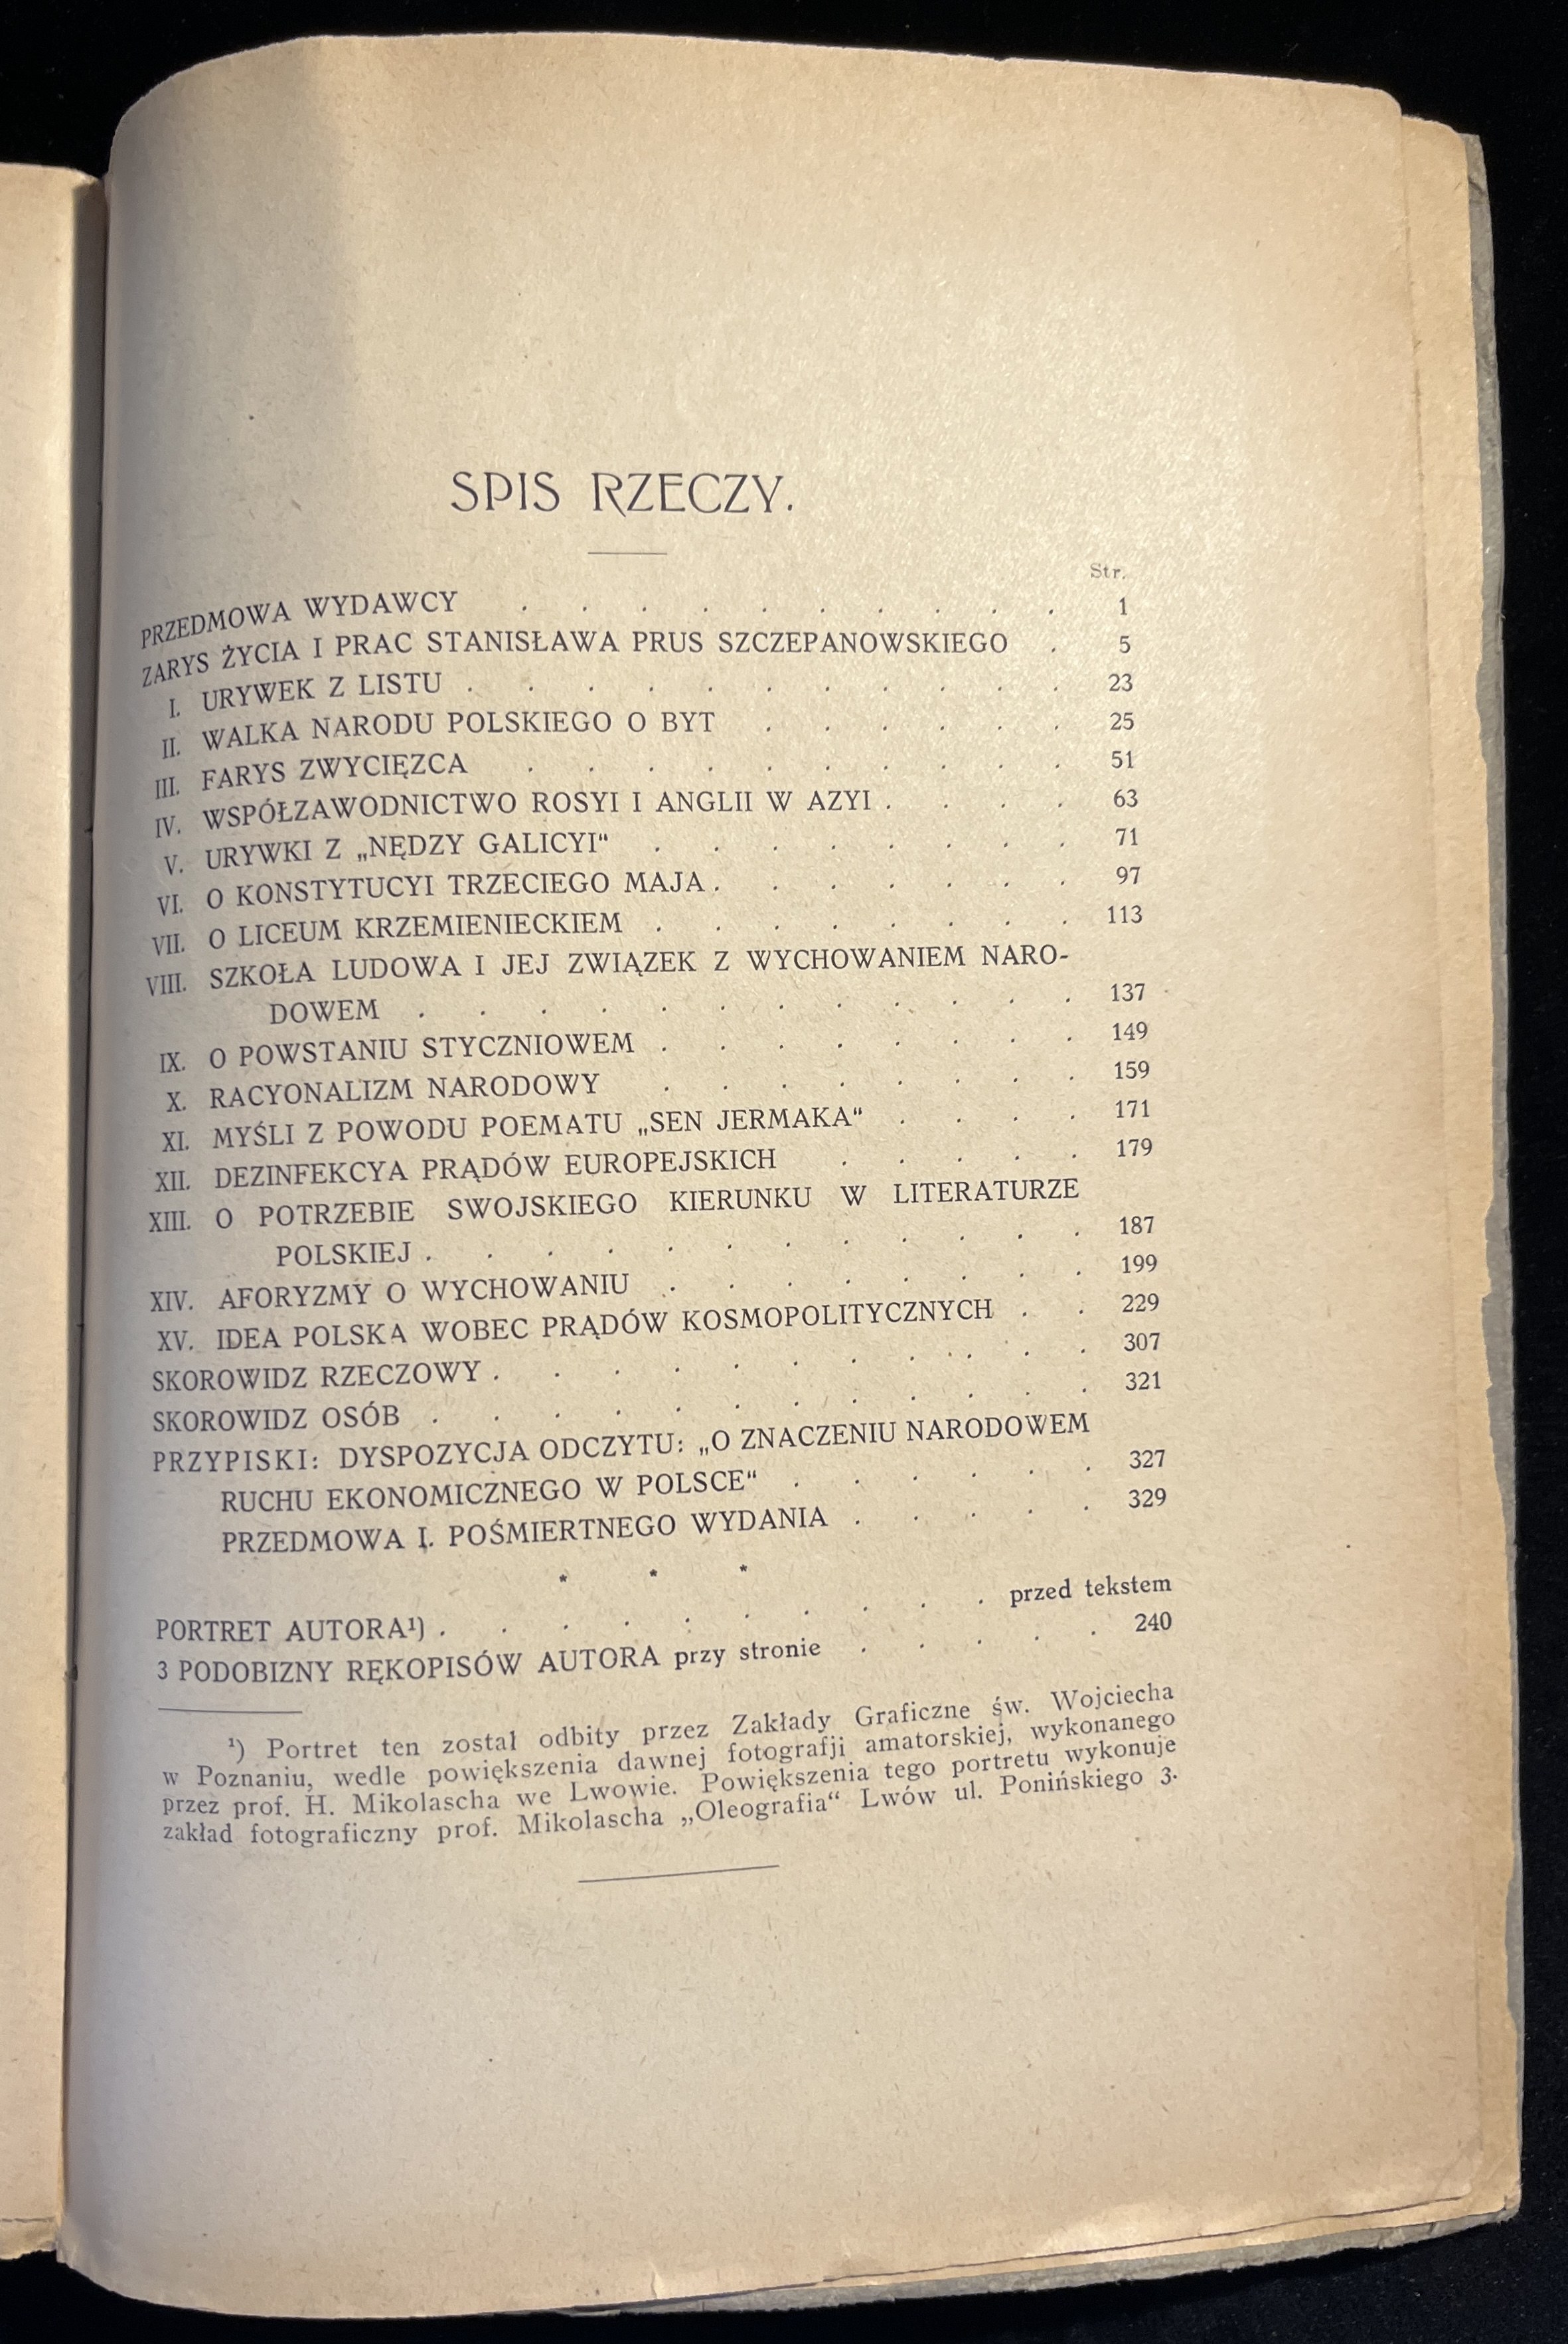 SPIS RZECZY.
Str.
PRZEDMOWA WYDAWCY . . . . . . . . . . 1
ZARYS ŻYCIA I PRAC STANISŁAWA PRUS SZCZEPANOWSKIEGO . 5
I. URYWEK Z LISTU . . . . . . . . . . . 23
II. WALKA NARODU POLSKIEGO O BYT . . . . . . 25
III. FARYS ZWYCIĘZCA . . . . . . . . . . 51
IV. WSPÓŁZAWODNICTWO ROSYI I ANGLII W AZYI . . . . 63
V. URYWKI Z „NĘDZY GALICYI“ . . . . . . . . 71
VI. O KONSTYTUCYI TRZECIEGO MAJA . . . . . . . 97
VII. O LICEUM KRZEMIENIECKIEM . . . . . . . . 113
VIII. SZKOŁA LUDOWA I JEJ ZWIĄZEK Z WYCHOWANIEM NARO-
DOWEM . . . . . . . . . . . . 137
IX. O POWSTANIU STYCZNIOWEM . . . . . . . . 149
X. RACYONALIZM NARODOWY . . . . . . . . 159
XI. MYŚLI Z POWODU POEMATU „SEN JERMAKA“ . . . . 171
XII. DEZINFEKCYA PRĄDÓW EUROPEJSKICH . . . . . 179
XIII. O POTRZEBIE SWOJSKIEGO KIERUNKU W LITERATURZE
POLSKIEJ . . . . . . . . . . . . 187
XIV. AFORYZMY O WYCHOWANIU . . . . . . . . 199
XV. IDEA POLSKA WOBEC PRĄDÓW KOSMOPOLITYCZNYCH . . 229
SKOROWIDZ RZECZOWY . . . . . . . . . . . 307
SKOROWIDZ OSÓB . . . . . . . . . . . . 321
PRZYPISKI: DYSPOZYCJA ODCZYTU: „O ZNACZENIU NARODOWEM
RUCHU EKONOMICZNEGO W POLSCE“ . . . . . . 327
PRZEDMOWA I. POŚMIERTNEGO WYDANIA . . . . . 329
* * *
PORTRET AUTORA¹) . . . . . . . . . . przed tekstem
3 PODOBIZNY RĘKOPISÓW AUTORA przy stronie . . . . . 240
¹) Portret ten został odbity przez Zakłady Graficzne św. Wojciecha
w Poznaniu, wedle powiększenia dawnej fotografji amatorskiej, wykonanego
przez prof. H. Mikolascha we Lwowie. Powiększenia tego portretu wykonuje
zakład fotograficzny prof. Mikolascha „Oleografia“ Lwów ul. Ponińskiego 3.